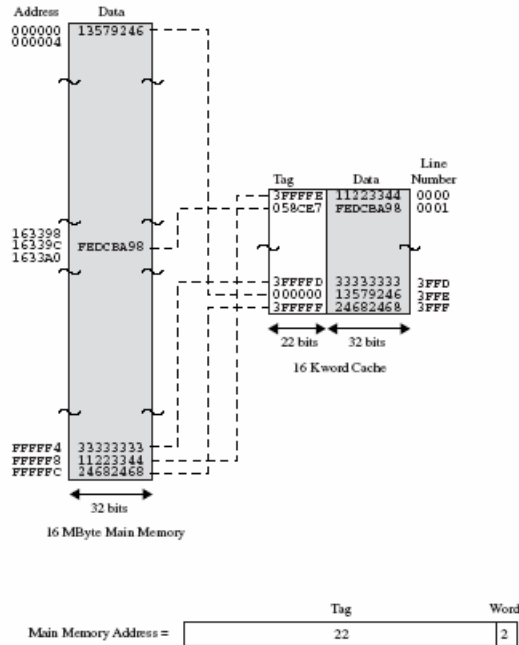 Address Data
000000 13579246
000004
Line
Tag Data Number
3FFFFE 11223344 0000
058CE7 FEDCBA98 0001
163398
16339C FEDCBA98
1633A0
3FFFFD 33333333 3FFD
000000 13579246 3FFE
3FFFFF 24682468 3FFF
22 bits 32 bits
16 Kword Cache
FFFFF4 33333333
FFFFF8 11223344
FFFFFC 24682468
32 bits
16 MByte Main Memory
Tag Word
Main Memory Address = 22 2